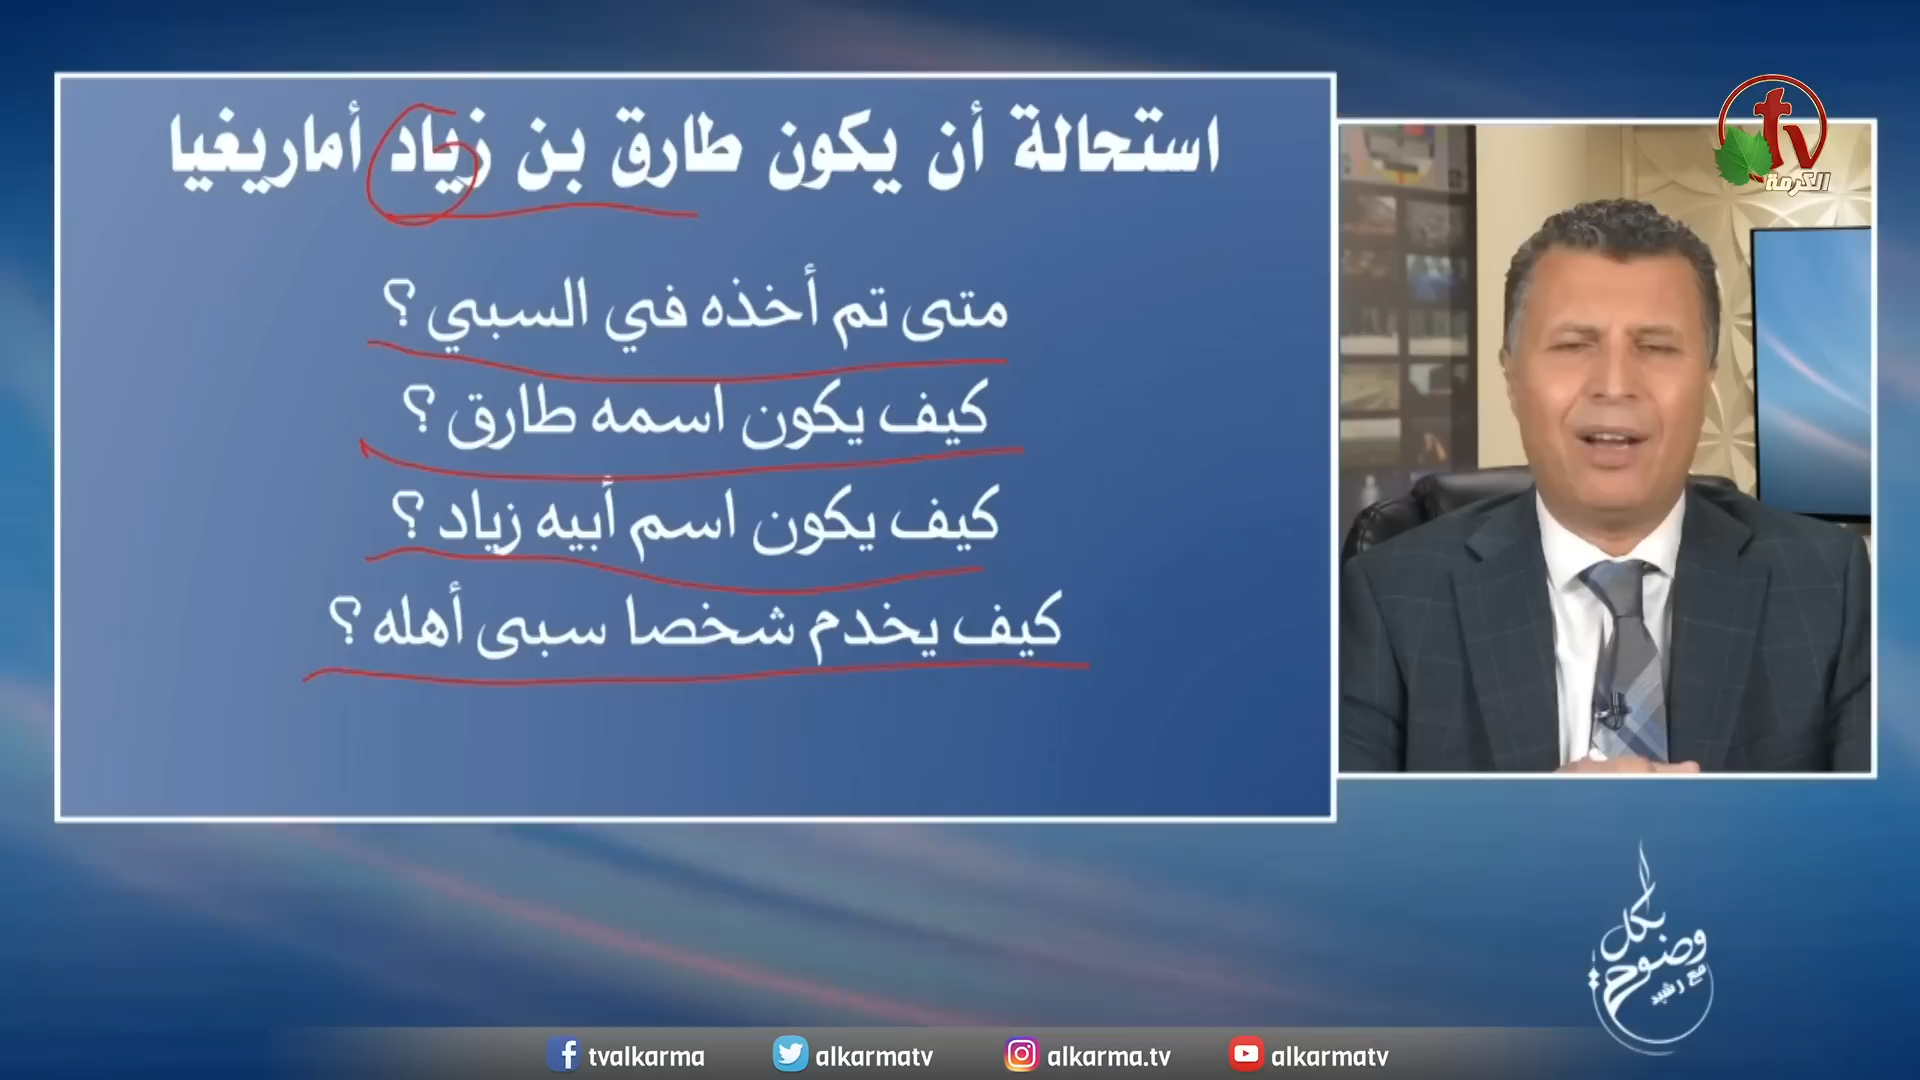 استحالة أن يكون طارق بن زياد أماريغيا
متى تم أخذه في السبي ؟
كيف يكون اسمه طارق ؟
كيف يكون اسم أبيه زياد ؟
كيف يخدم شخصا سبى أهله ؟
tv
الكرمة
بكل
وضوح
مع رشيد
tvalkarma
alkarmatv
alkarma.tv
alkarmatv